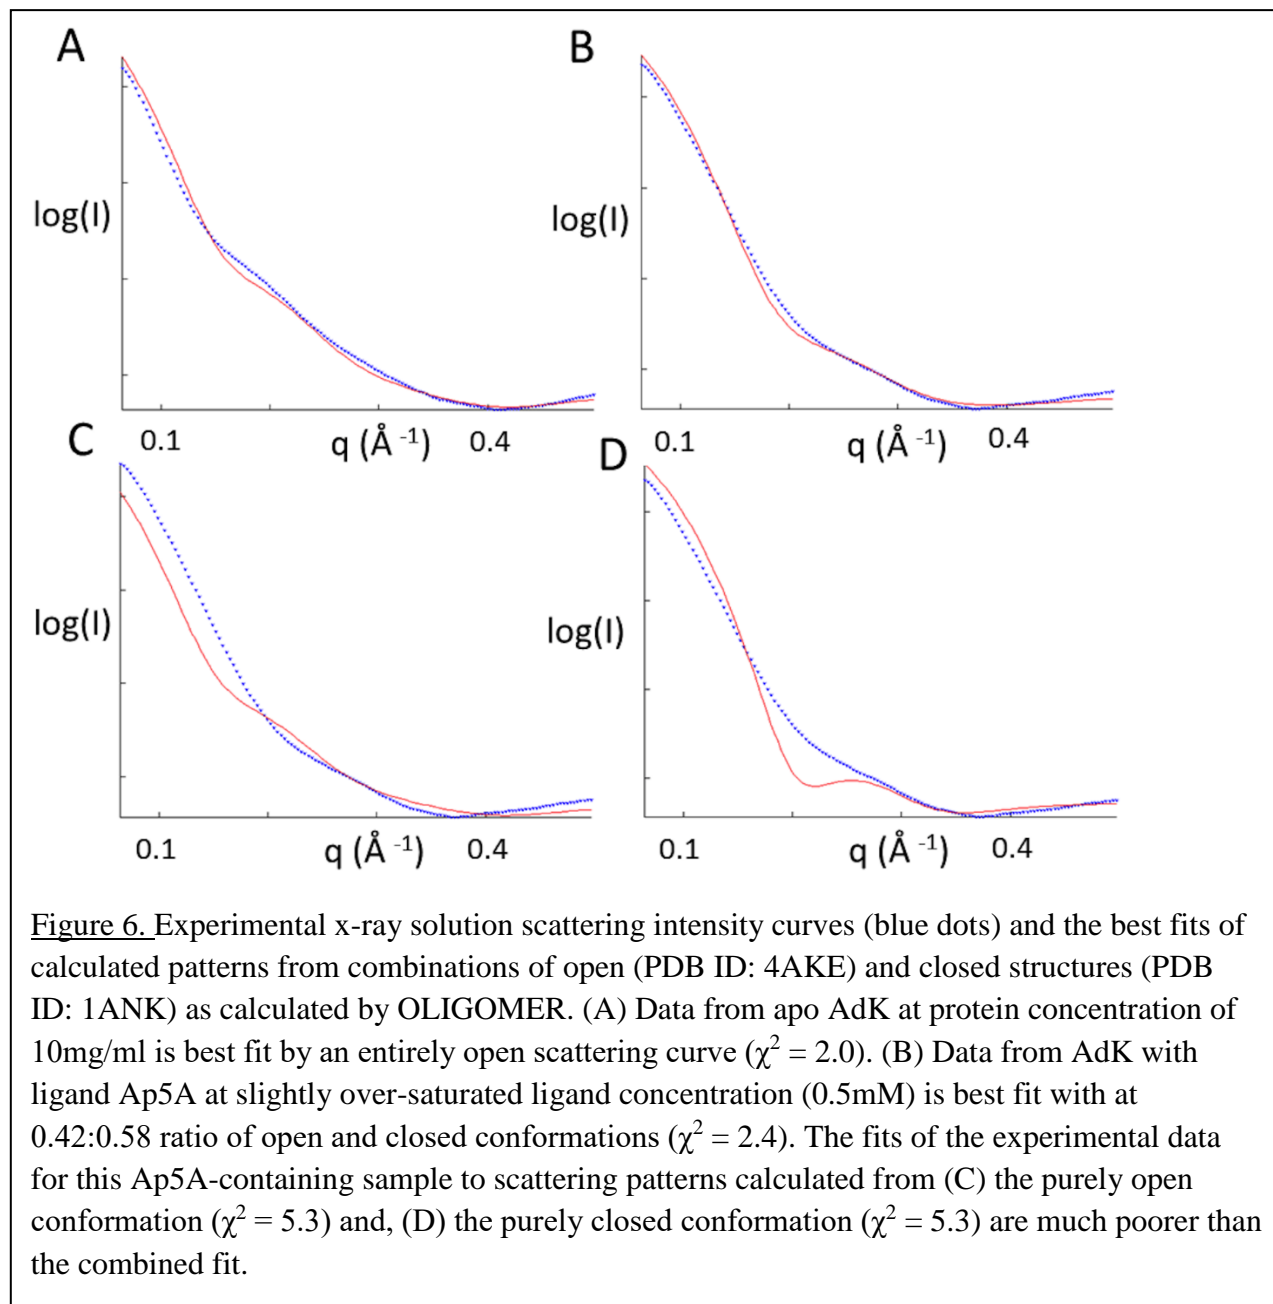 A
B
log(I)
log(I)
0.1
q (Å ⁻¹)
0.4
0.1
q (Å ⁻¹)
0.4
C
D
log(I)
log(I)
0.1
q (Å ⁻¹)
0.4
0.1
q (Å ⁻¹)
0.4
Figure 6. Experimental x-ray solution scattering intensity curves (blue dots) and the best fits of
calculated patterns from combinations of open (PDB ID: 4AKE) and closed structures (PDB
ID: 1ANK) as calculated by OLIGOMER. (A) Data from apo AdK at protein concentration of
10mg/ml is best fit by an entirely open scattering curve (χ² = 2.0). (B) Data from AdK with
ligand Ap5A at slightly over-saturated ligand concentration (0.5mM) is best fit with at
0.42:0.58 ratio of open and closed conformations (χ² = 2.4). The fits of the experimental data
for this Ap5A-containing sample to scattering patterns calculated from (C) the purely open
conformation (χ² = 5.3) and, (D) the purely closed conformation (χ² = 5.3) are much poorer than
the combined fit.